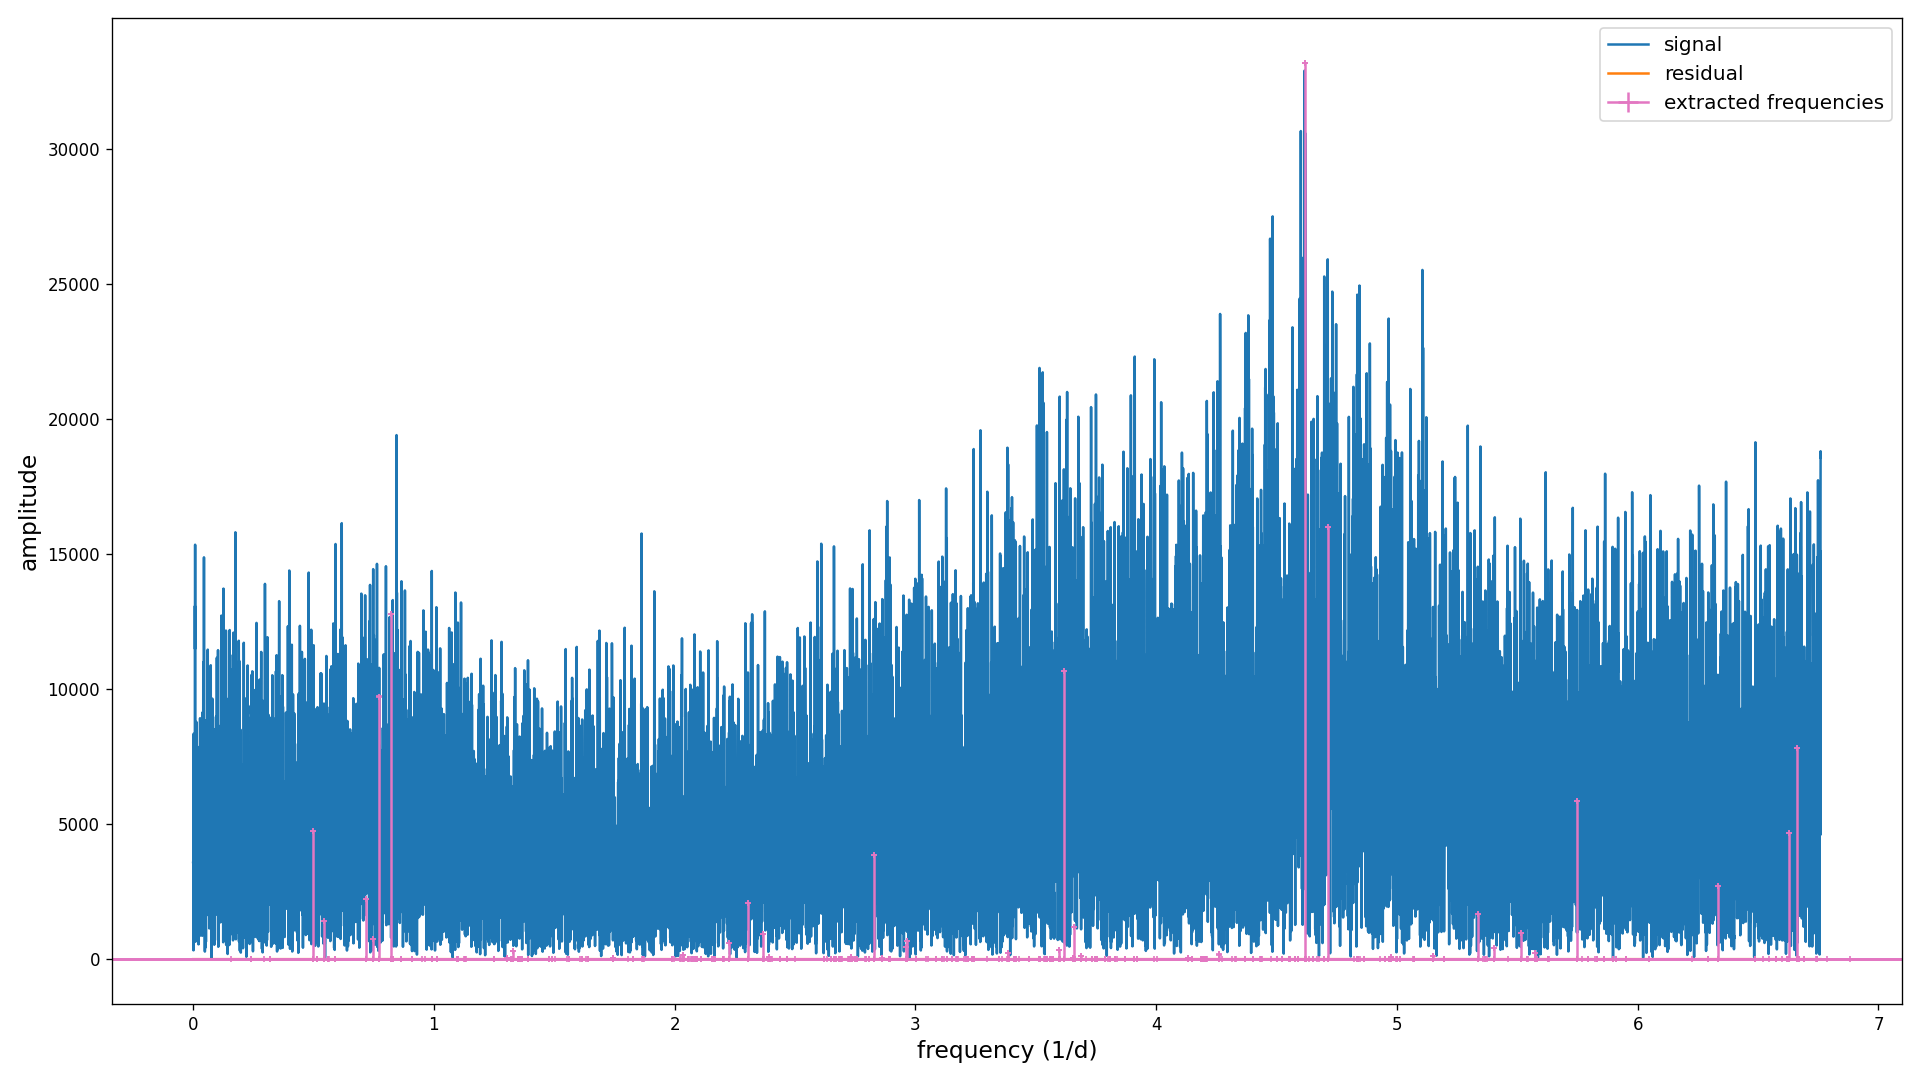 signal
residual
extracted frequencies
amplitude
30000
25000
20000
15000
10000
5000
0
0 1 2 3 4 5 6 7
frequency (1/d)